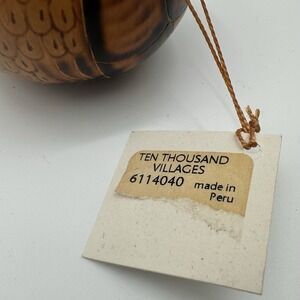 TEN THOUSAND
VILLAGES
6114040 made in
Peru